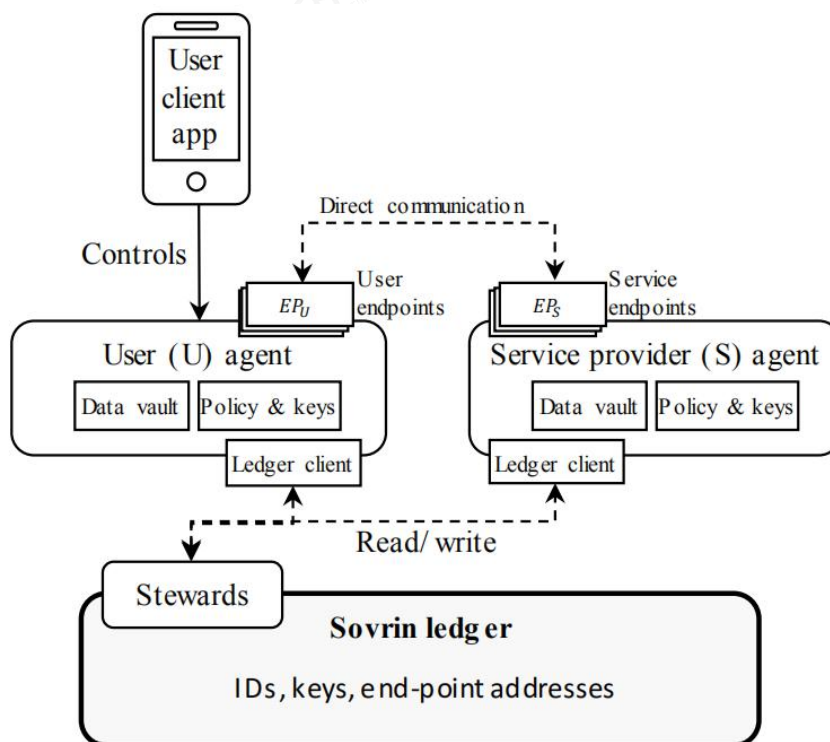 User
client
app
Direct communication
Controls
User
endpoints
EP_U
Service
endpoints
EP_S
User (U) agent
Data vault
Policy & keys
Ledger client
Service provider (S) agent
Data vault
Policy & keys
Ledger client
Read/write
Stewards
Sovrin ledger
IDs, keys, end-point addresses